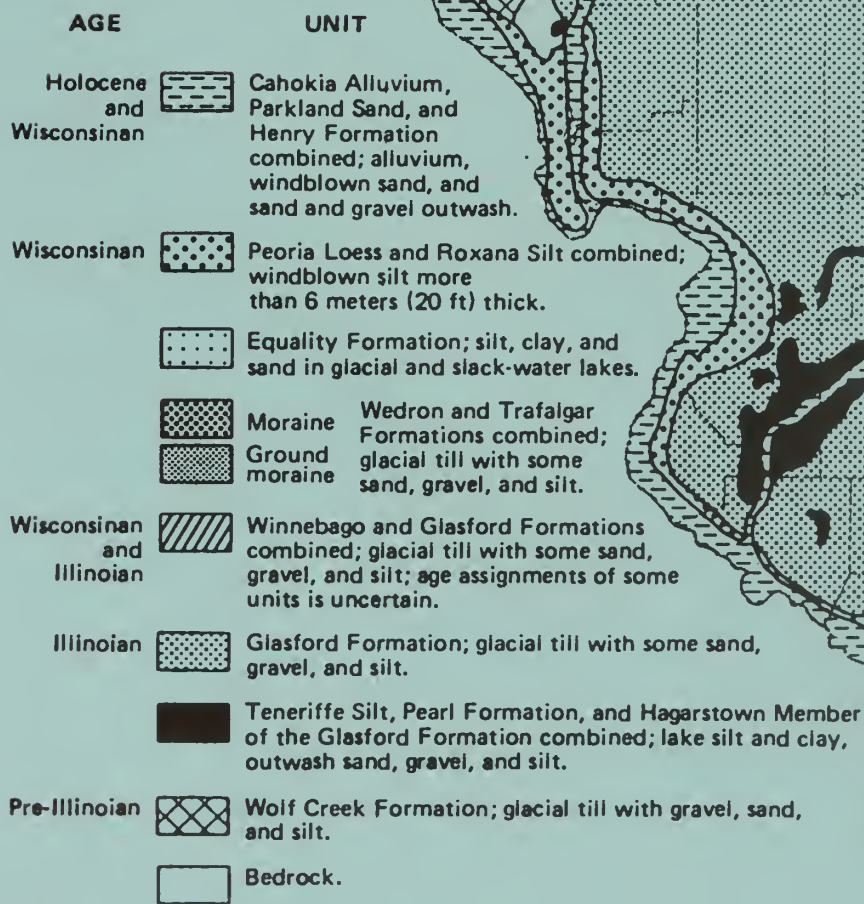 AGE UNIT
Holocene and Wisconsinan
Cahokia Alluvium,
Parkland Sand, and
Henry Formation
combined; alluvium,
windblown sand, and
sand and gravel outwash.
Wisconsinan
Peoria Loess and Roxana Silt combined;
windblown silt more
than 6 meters (20 ft) thick.
Equality Formation; silt, clay, and
sand in glacial and slack-water lakes.
Moraine
Ground
moraine
Wedron and Trafalgar
Formations combined;
glacial till with some
sand, gravel, and silt.
Wisconsinan
and
Illinoian
Winnebago and Glasford Formations
combined; glacial till with some sand,
gravel, and silt; age assignments of some
units is uncertain.
Illinoian
Glasford Formation; glacial till with some sand,
gravel, and silt.
Teneriffe Silt, Pearl Formation, and Hagarstown Member
of the Glasford Formation combined; lake silt and clay,
outwash sand, gravel, and silt.
Pre-Illinoian
Wolf Creek Formation; glacial till with gravel, sand,
and silt.
Bedrock.